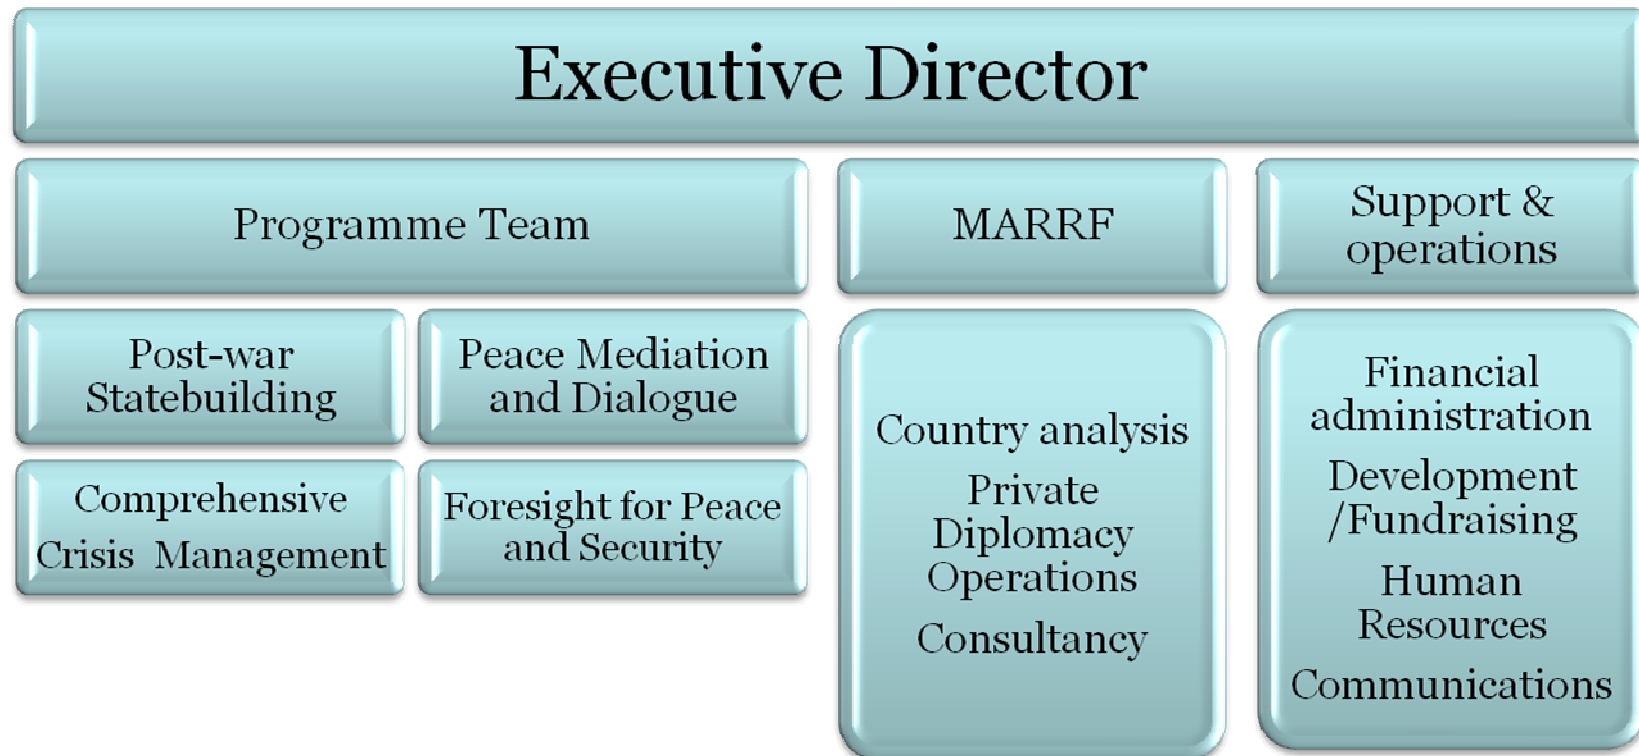 Executive Director
Programme Team
MARRF
Support &
operations
Post-war
Statebuilding
Peace Mediation
and Dialogue
Comprehensive
Crisis  Management
Foresight for Peace
and Security
Country analysis
Private
Diplomacy
Operations
Consultancy
Financial
administration
Development
/Fundraising
Human
Resources
Communications